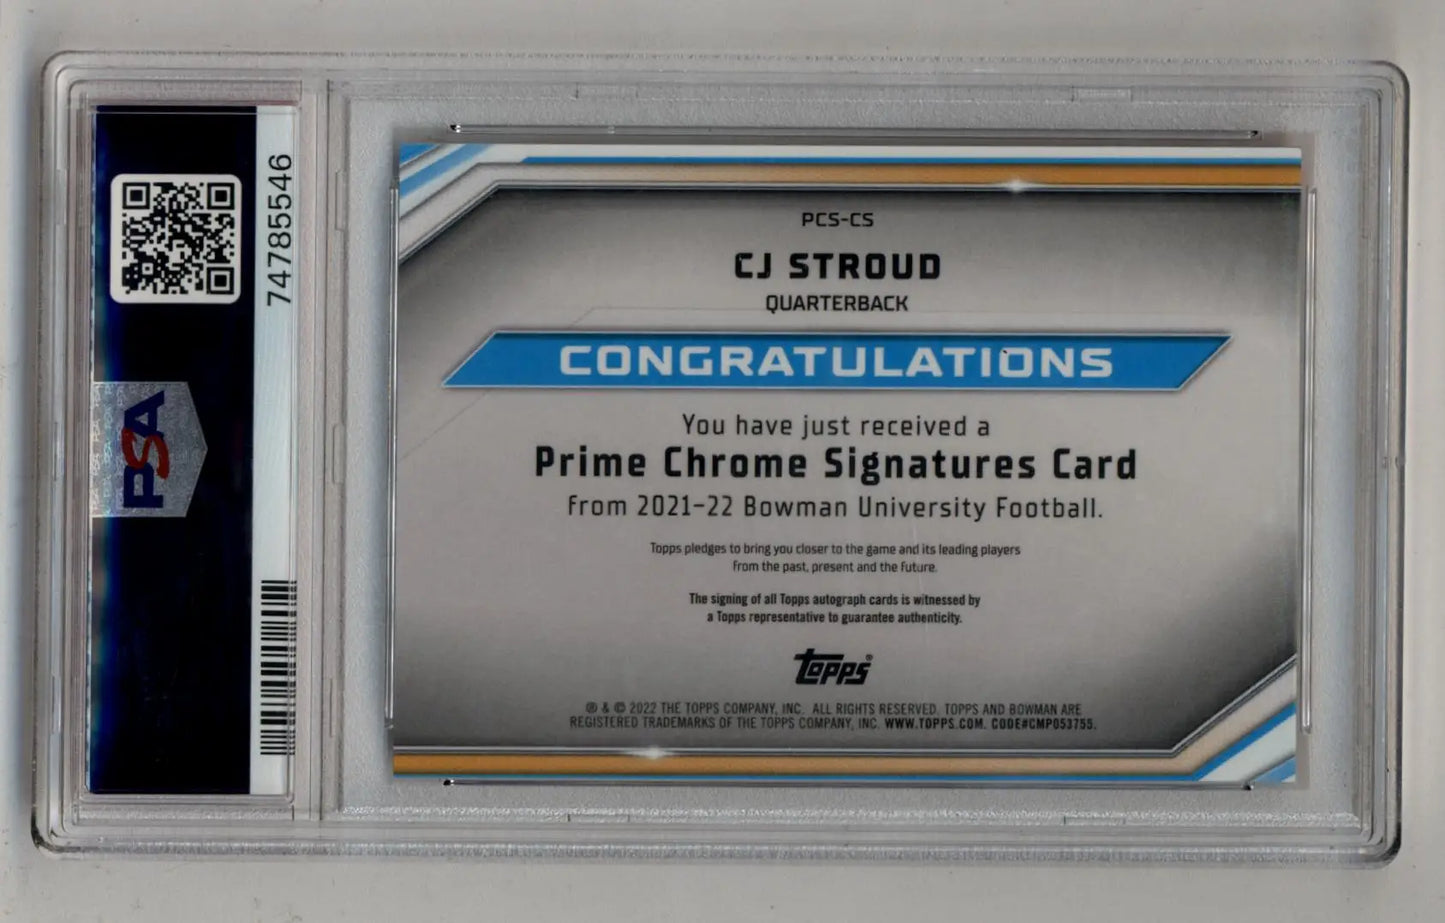 74785546
PSA
PCS-CS
CJ STROUD
QUARTERBACK
CONGRATULATIONS
You have just received a
Prime Chrome Signatures Card
from 2021-22 Bowman University Football.
Topps pledges to bring you closer to the game and its leading players
from the past, present and the future.
The signing of all Topps autograph cards is witnessed by
a Topps representative to guarantee authenticity.
Topps®
® & © 2022 THE TOPPS COMPANY, INC. ALL RIGHTS RESERVED. TOPPS AND BOWMAN ARE
REGISTERED TRADEMARKS OF THE TOPPS COMPANY, INC. WWW.TOPPS.COM. CODE#CMP053755.